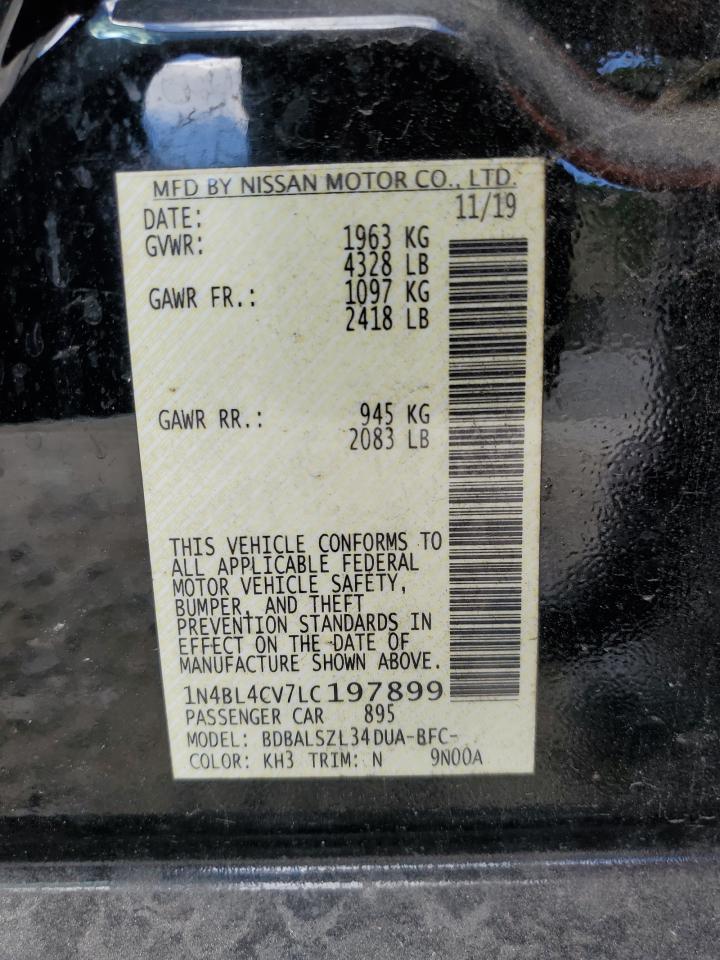 MFD BY NISSAN MOTOR CO., LTD.
DATE: 11/19
GVWR: 1963 KG
4328 LB
GAWR FR.: 1097 KG
2418 LB
GAWR RR.: 945 KG
2083 LB
THIS VEHICLE CONFORMS TO
ALL APPLICABLE FEDERAL
MOTOR VEHICLE SAFETY,
BUMPER, AND THEFT
PREVENTION STANDARDS IN
EFFECT ON THE DATE OF
MANUFACTURE SHOWN ABOVE.
1N4BL4CV7LC197899
PASSENGER CAR 895
MODEL: BDBALSZL34DUA-BFC-
COLOR: KH3 TRIM: N 9N00A